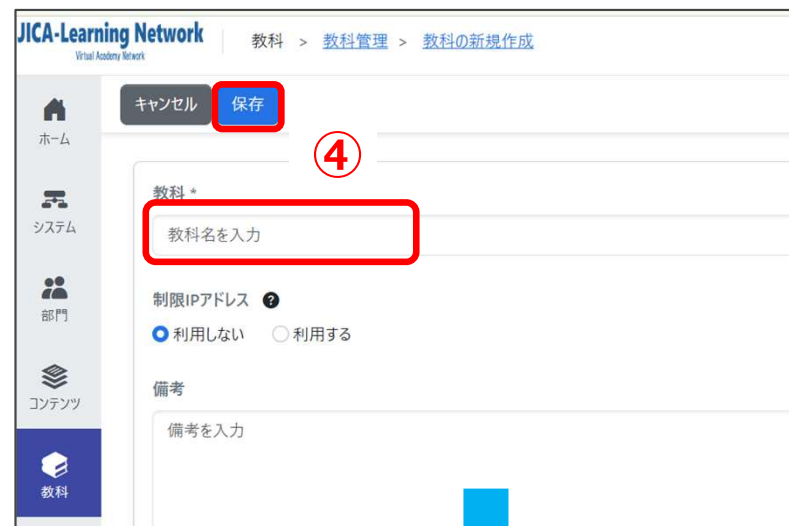 JICA-Learning Network
Virtual Academy Network
教科 > 教科管理 > 教科の新規作成
キャンセル 保存
ホーム
④
教科 *
システム
教科名を入力
部門
制限IPアドレス ?
利用しない 利用する
コンテンツ
備考
備考を入力
教科